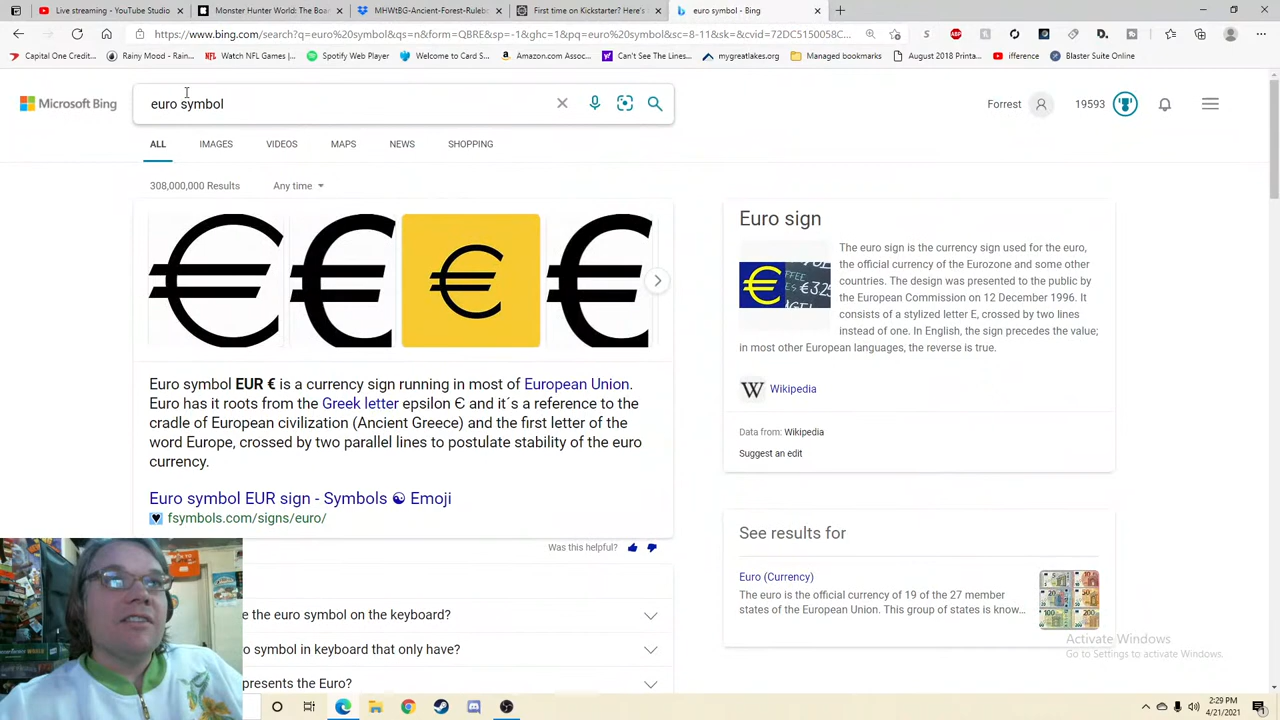 Monster Hunter World: The Board
MHWtBG-Ancient-Forest-Rulebo
First time on Kickstarter? Here's
euro symbol - Bing
https://www.bing.com/search?q=euro%20symbol&qs=n&form=QBRE&sp=-1&ghc=1&pq=euro%20symbol&sc=8-11&sk=&cvid=72DC5150058C...
Capital One Credit...
Rainy Mood - Rain...
Watch NFL Games |...
Spotify Web Player
Welcome to Card S...
Amazon.com Associ...
Can't See The Lines:...
mygreatlakes.org
Managed bookmarks
August 2018 Printa...
ifference
Blaster Suite Online
Microsoft Bing
euro symbol
Forrest
19593
ALL
IMAGES
VIDEOS
MAPS
NEWS
SHOPPING
308,000,000 Results
Any time
€
€
€
€
Euro symbol EUR € is a currency sign running in most of European Union.
Euro has it roots from the Greek letter epsilon Є and it´s a reference to the
cradle of European civilization (Ancient Greece) and the first letter of the
word Europe, crossed by two parallel lines to postulate stability of the euro
currency.
Euro symbol EUR sign - Symbols ☯ Emoji
fsymbols.com/signs/euro/
Was this helpful?
e the euro symbol on the keyboard?
o symbol in keyboard that only have?
presents the Euro?
Euro sign
The euro sign is the currency sign used for the euro,
the official currency of the Eurozone and some other
countries. The design was presented to the public by
the European Commission on 12 December 1996. It
consists of a stylized letter E, crossed by two lines
instead of one. In English, the sign precedes the value;
in most other European languages, the reverse is true.
Wikipedia
Data from: Wikipedia
Suggest an edit
See results for
Euro (Currency)
The euro is the official currency of 19 of the 27 member
states of the European Union. This group of states is know...
Activate Windows
Go to Settings to activate Windows.
2:29 PM
4/21/2021